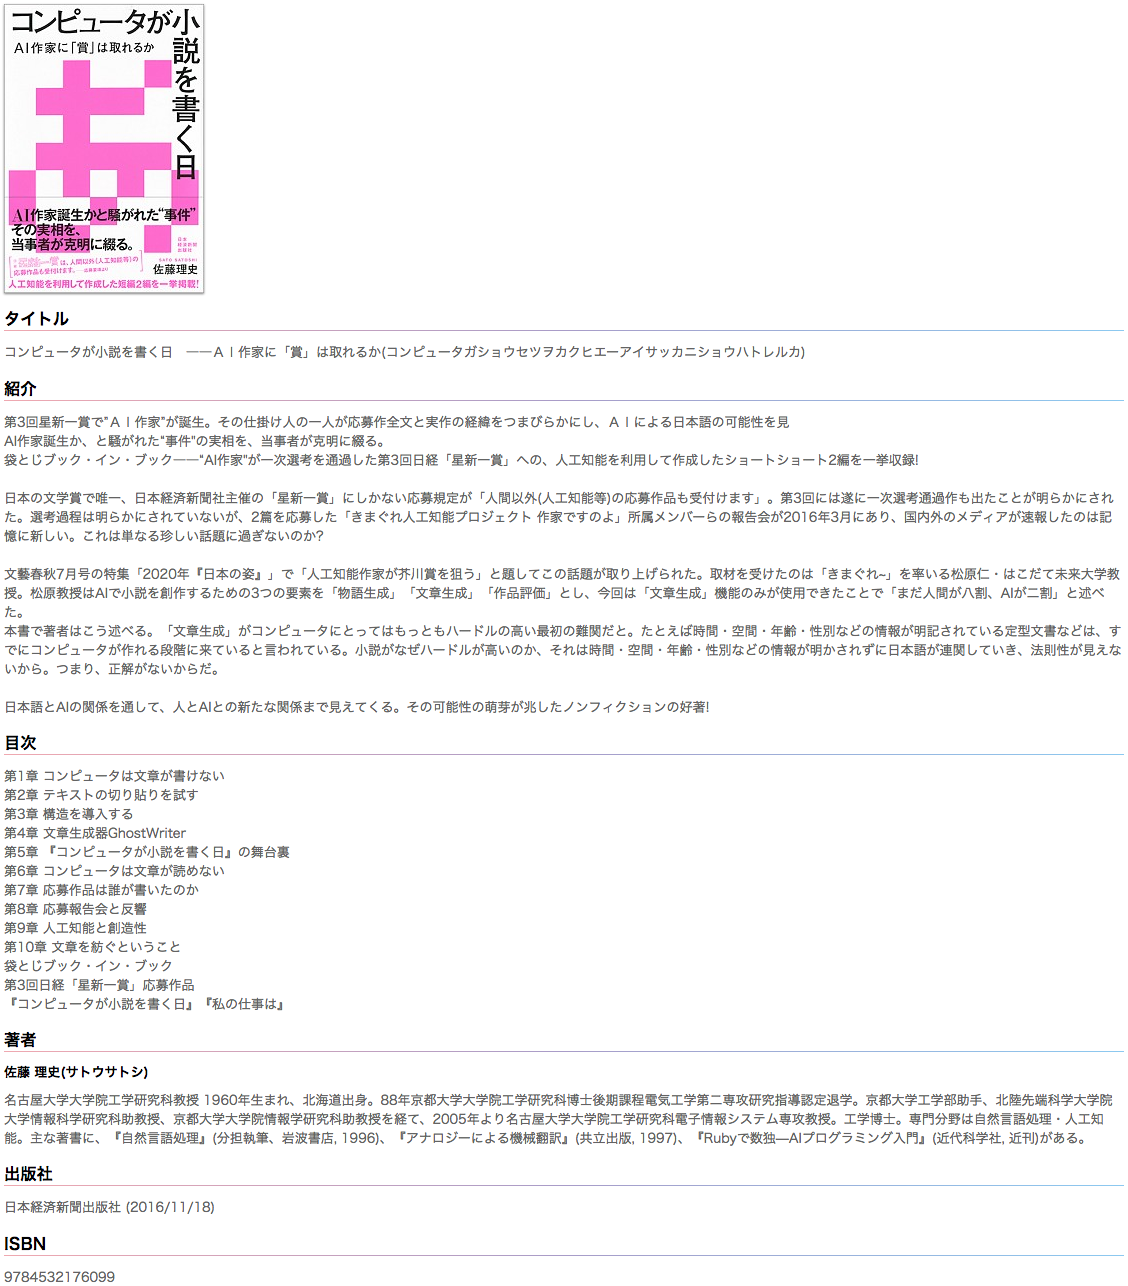 コンピュータが小説を書く日
AI作家に「賞」は取れるか
AI作家誕生かと騒がれた“事件”
その実相を、
当事者が克明に綴る。
日本
経済新聞
出版社
SATO SATOSHI
佐藤理史
は、人間以外(人工知能等)の
応募作品も受付けます。
人工知能を利用して作成した短編2編を一挙掲載!
タイトル
コンピュータが小説を書く日　――ＡＩ作家に「賞」は取れるか(コンピュータガショウセツヲカクヒエーアイサッカニショウハトレルカ)
紹介
第3回星新一賞で”ＡＩ作家”が誕生。その仕掛け人の一人が応募作全文と実作の経緯をつまびらかにし、ＡＩによる日本語の可能性を見
AI作家誕生か、と騒がれた“事件”の実相を、当事者が克明に綴る。
袋とじブック・イン・ブック――“AI作家”が一次選考を通過した第3回日経「星新一賞」への、人工知能を利用して作成したショートショート2編を一挙収録!
日本の文学賞で唯一、日本経済新聞社主催の「星新一賞」にしかない応募規定が「人間以外(人工知能等)の応募作品も受付けます」。第3回には遂に一次選考通過作も出たことが明らかにされ
た。選考過程は明らかにされていないが、2篇を応募した「きまぐれ人工知能プロジェクト 作家ですのよ」所属メンバーらの報告会が2016年3月にあり、国内外のメディアが速報したのは記
憶に新しい。これは単なる珍しい話題に過ぎないのか?
文藝春秋7月号の特集「2020年『日本の姿』」で「人工知能作家が芥川賞を狙う」と題してこの話題が取り上げられた。取材を受けたのは「きまぐれ~」を率いる松原仁・はこだて未来大学教
授。松原教授はAIで小説を創作するための3つの要素を「物語生成」「文章生成」「作品評価」とし、今回は「文章生成」機能のみが使用できたことで「まだ人間が八割、AIが二割」と述べ
た。
本書で著者はこう述べる。「文章生成」がコンピュータにとってはもっともハードルの高い最初の難関だと。たとえば時間・空間・年齢・性別などの情報が明記されている定型文書などは、す
でにコンピュータが作れる段階に来ていると言われている。小説がなぜハードルが高いのか、それは時間・空間・年齢・性別などの情報が明かされずに日本語が連関していき、法則性が見えな
いから。つまり、正解がないからだ。
日本語とAIの関係を通して、人とAIとの新たな関係まで見えてくる。その可能性の萌芽が兆したノンフィクションの好著!
目次
第1章 コンピュータは文章が書けない
第2章 テキストの切り貼りを試す
第3章 構造を導入する
第4章 文章生成器GhostWriter
第5章 『コンピュータが小説を書く日』の舞台裏
第6章 コンピュータは文章が読めない
第7章 応募作品は誰が書いたのか
第8章 応募報告会と反響
第9章 人工知能と創造性
第10章 文章を紡ぐということ
袋とじブック・イン・ブック
第3回日経「星新一賞」応募作品
『コンピュータが小説を書く日』『私の仕事は』
著者
佐藤 理史(サトウサトシ)
名古屋大学大学院工学研究科教授 1960年生まれ、北海道出身。88年京都大学大学院工学研究科博士後期課程電気工学第二専攻研究指導認定退学。京都大学工学部助手、北陸先端科学大学院
大学情報科学研究科助教授、京都大学大学院情報学研究科助教授を経て、2005年より名古屋大学大学院工学研究科電子情報システム専攻教授。工学博士。専門分野は自然言語処理・人工知
能。主な著書に、『自然言語処理』(分担執筆、岩波書店, 1996)、『アナロジーによる機械翻訳』(共立出版, 1997)、『Rubyで数独―AIプログラミング入門』(近代科学社, 近刊)がある。
出版社
日本経済新聞出版社 (2016/11/18)
ISBN
9784532176099